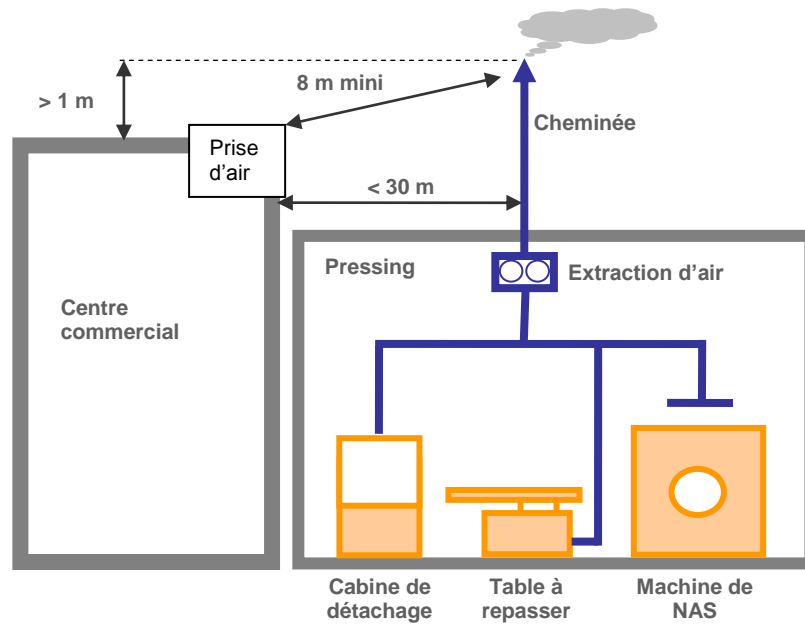 8 m mini
> 1 m
Cheminée
Prise
d'air
< 30 m
Pressing
Extraction d'air
Centre
commercial
Cabine de
détachage
Table à
repasser
Machine de
NAS